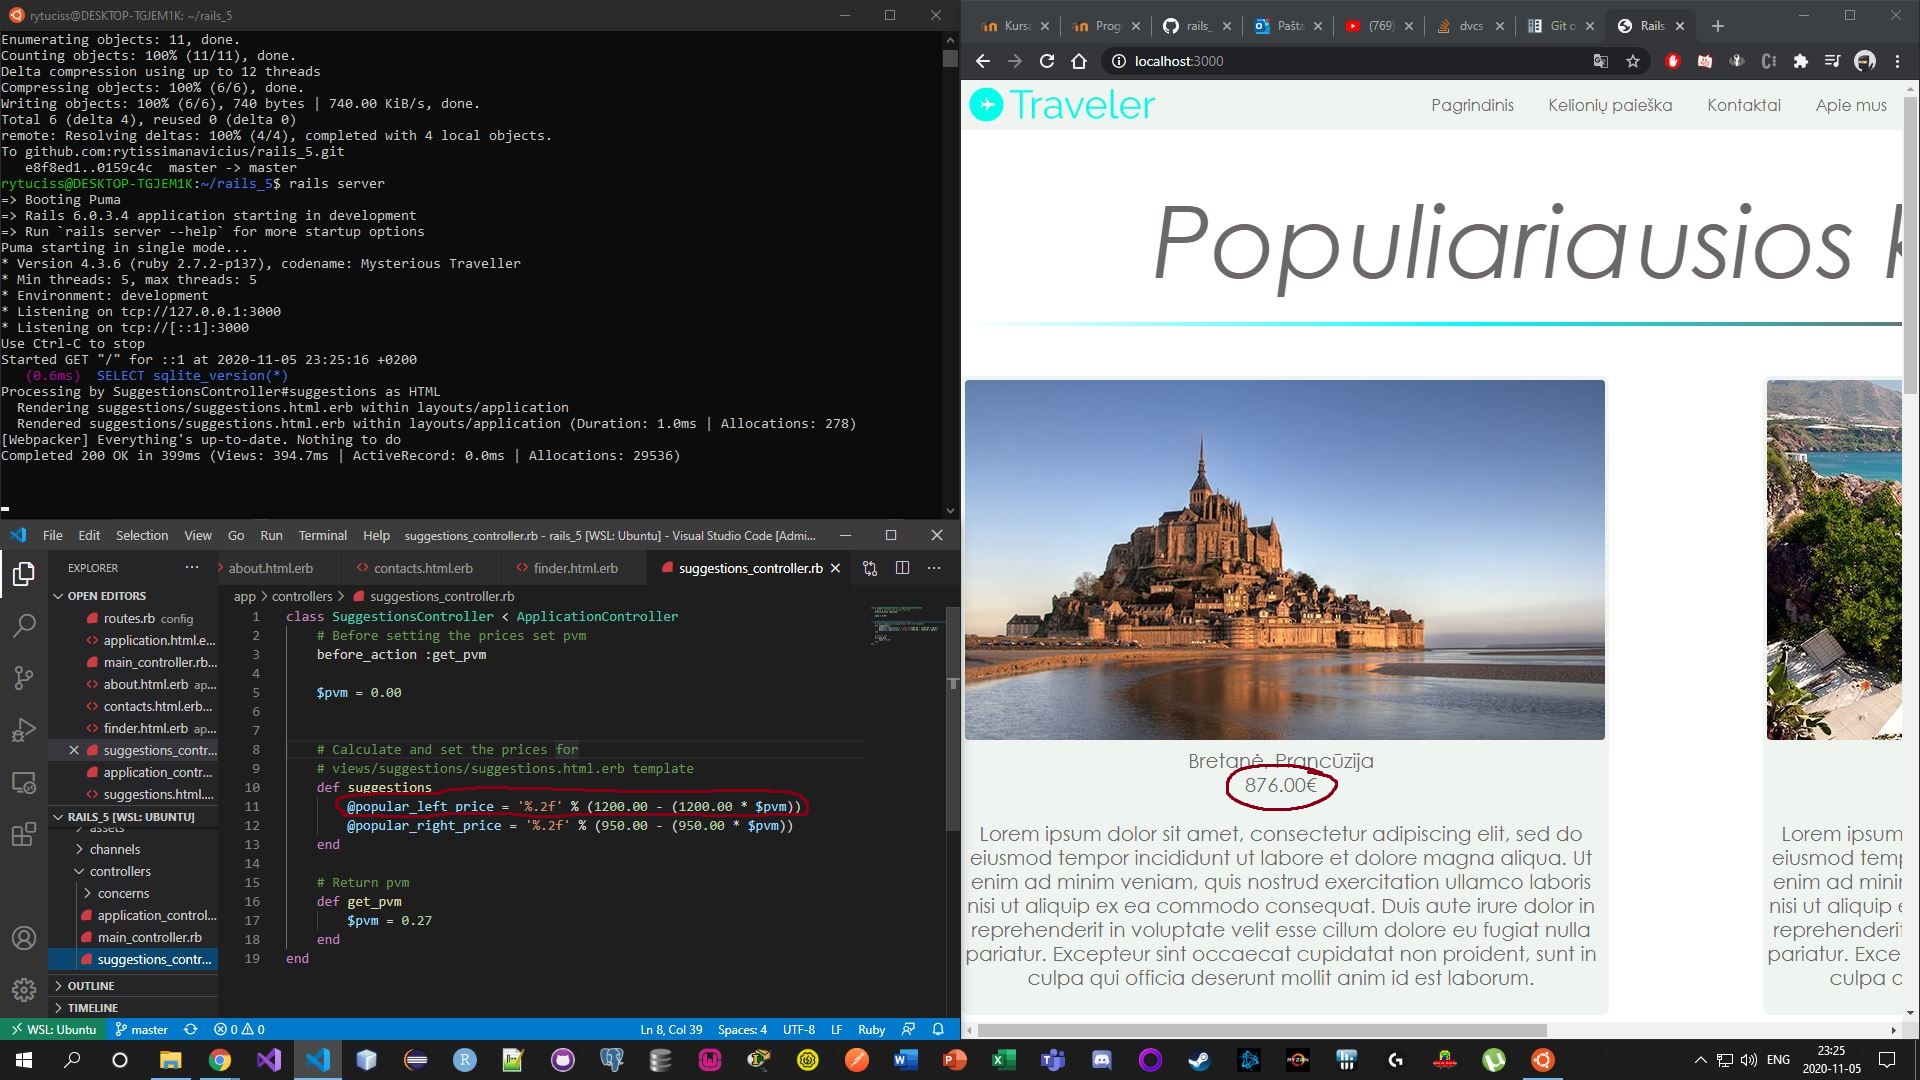 rytuciss@DESKTOP-TGJEM1K: ~/rails_5
Enumerating objects: 11, done.
Counting objects: 100% (11/11), done.
Delta compression using up to 12 threads
Compressing objects: 100% (6/6), done.
Writing objects: 100% (6/6), 740 bytes | 740.00 KiB/s, done.
Total 6 (delta 4), reused 0 (delta 0)
remote: Resolving deltas: 100% (4/4), completed with 4 local objects.
To github.com:rytissimanavicius/rails_5.git
e8f8ed1..0159c4c  master -> master
rytuciss@DESKTOP-TGJEM1K:~/rails_5$ rails server
=> Booting Puma
=> Rails 6.0.3.4 application starting in development
=> Run `rails server --help` for more startup options
Puma starting in single mode...
* Version 4.3.6 (ruby 2.7.2-p137), codename: Mysterious Traveller
* Min threads: 5, max threads: 5
* Environment: development
* Listening on tcp://127.0.0.1:3000
* Listening on tcp://[::1]:3000
Use Ctrl-C to stop
Started GET "/" for ::1 at 2020-11-05 23:25:16 +0200
(0.6ms)  SELECT sqlite_version(*)
Processing by SuggestionsController#suggestions as HTML
Rendering suggestions/suggestions.html.erb within layouts/application
Rendered suggestions/suggestions.html.erb within layouts/application (Duration: 1.0ms | Allocations: 278)
[Webpacker] Everything's up-to-date. Nothing to do
Completed 200 OK in 399ms (Views: 394.7ms | ActiveRecord: 0.0ms | Allocations: 29536)
File Edit Selection View Go Run Terminal Help suggestions_controller.rb - rails_5 [WSL: Ubuntu] - Visual Studio Code [Admi...
EXPLORER ...
OPEN EDITORS
routes.rb config
application.html.e...
main_controller.rb...
about.html.erb ap...
contacts.html.erb...
finder.html.erb ap...
suggestions_contr...
application_contr...
suggestions.html....
RAILS_5 [WSL: UBUNTU]
assets
channels
controllers
concerns
application_control...
main_controller.rb
suggestions_contr...
OUTLINE
TIMELINE
about.html.erb contacts.html.erb finder.html.erb suggestions_controller.rb
app > controllers > suggestions_controller.rb
1 class SuggestionsController < ApplicationController
2 # Before setting the prices set pvm
3 before_action :get_pvm
4
5 $pvm = 0.00
6
7
8 # Calculate and set the prices for
9 # views/suggestions/suggestions.html.erb template
10 def suggestions
11 @popular_left_price = '%.2f' % (1200.00 - (1200.00 * $pvm))
12 @popular_right_price = '%.2f' % (950.00 - (950.00 * $pvm))
13 end
14
15 # Return pvm
16 def get_pvm
17 $pvm = 0.27
18 end
19 end
WSL: Ubuntu master 0 0 Ln 8, Col 39 Spaces: 4 UTF-8 LF Ruby
Kurs Prog rails_ Pašta (769) dvcs Git o Rails
localhost:3000
Traveler Pagrindinis Kelionių paieška Kontaktai Apie mus
Populiariausios k
Bretanė, Prancūzija
876.00€
Lorem ipsum dolor sit amet, consectetur adipiscing elit, sed do
eiusmod tempor incididunt ut labore et dolore magna aliqua. Ut
enim ad minim veniam, quis nostrud exercitation ullamco laboris
nisi ut aliquip ex ea commodo consequat. Duis aute irure dolor in
reprehenderit in voluptate velit esse cillum dolore eu fugiat nulla
pariatur. Excepteur sint occaecat cupidatat non proident, sunt in
culpa qui officia deserunt mollit anim id est laborum.
Lorem ipsum
eiusmod temp
enim ad minin
nisi ut aliquip e
reprehenderit
pariatur. Exce
culpa c
ENG 23:25
2020-11-05